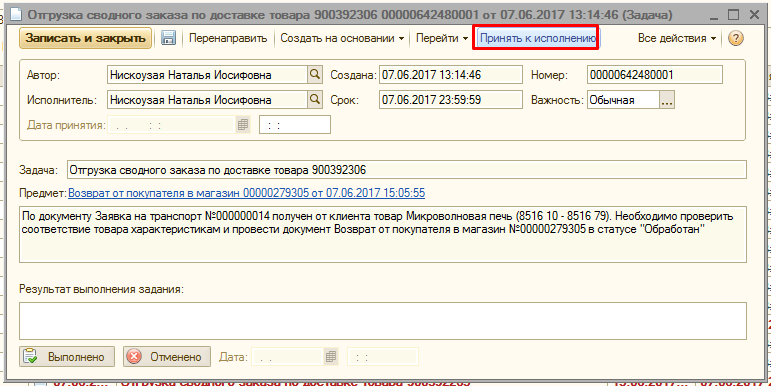 Отгрузка сводного заказа по доставке товара 900392306 00000642480001 от 07.06.2017 13:14:46 (Задача)
Записать и закрыть Перенаправить Создать на основании Перейти Принять к исполнению Все действия ?
Автор: Нискоузая Наталья Иосифовна Создана: 07.06.2017 13:14:46 Номер: 00000642480001
Исполнитель: Нискоузая Наталья Иосифовна Срок: 07.06.2017 23:59:59 Важность: Обычная ...
Дата принятия: . . : : : :
Задача: Отгрузка сводного заказа по доставке товара 900392306
Предмет: Возврат от покупателя в магазин 00000279305 от 07.06.2017 15:05:55
По документу Заявка на транспорт №000000014 получен от клиента товар Микроволновая печь (8516 10 - 8516 79). Необходимо проверить
соответствие товара характеристикам и провести документ Возврат от покупателя в магазин №00000279305 в статусе "Обработан"
Результат выполнения задания:
Выполнено Отменено Дата: . . : :